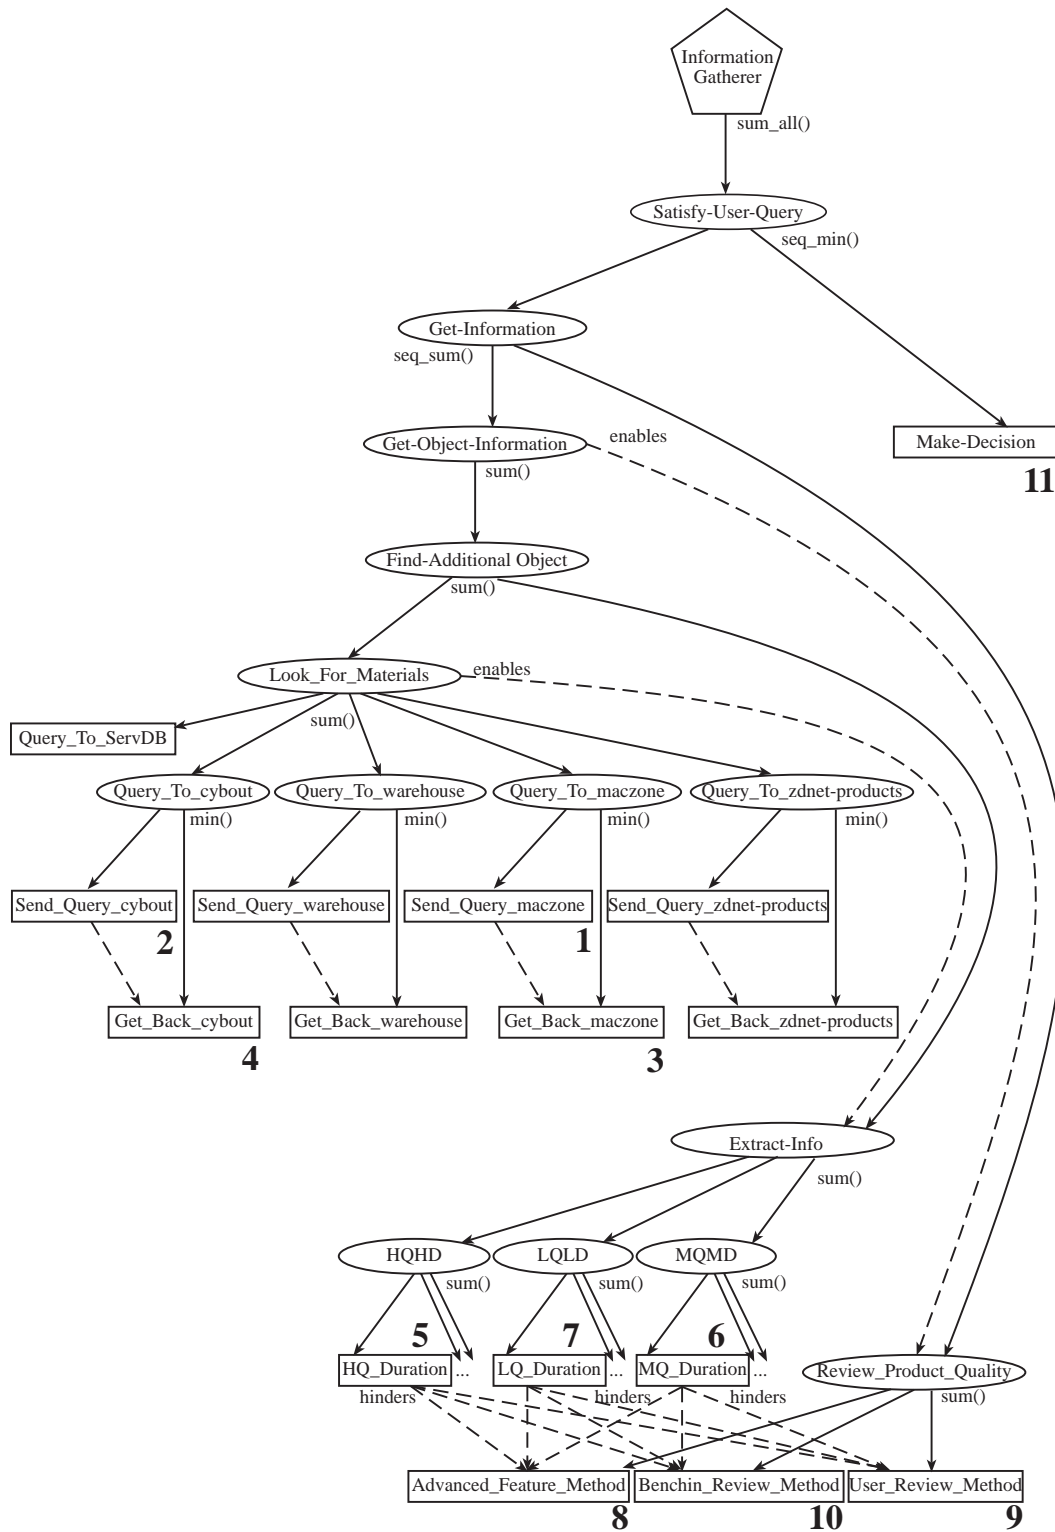 Information
Gatherer
sum_all()
Satisfy-User-Query
seq_min()
Get-Information
seq_sum()
Get-Object-Information
enables
Make-Decision
sum()
11
Find-Additional Object
sum()
Look_For_Materials
enables
sum()
Query_To_ServDB
Query_To_cybout
Query_To_warehouse
Query_To_maczone
Query_To_zdnet-products
min()
min()
min()
min()
Send_Query_cybout
Send_Query_warehouse
Send_Query_maczone
Send_Query_zdnet-products
2
1
Get_Back_cybout
Get_Back_warehouse
Get_Back_maczone
Get_Back_zdnet-products
4
3
Extract-Info
sum()
HQHD
LQLD
MQMD
sum()
sum()
sum()
5
7
6
HQ_Duration
...
LQ_Duration
...
MQ_Duration
...
Review_Product_Quality
hinders
hinders
hinders
sum()
Advanced_Feature_Method
Benchin_Review_Method
User_Review_Method
8
10
9